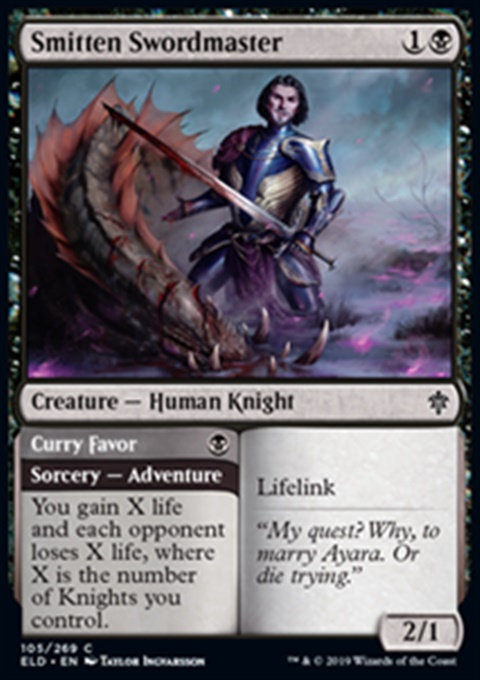 Smitten Swordmaster 1
Creature — Human Knight
Curry Favor
Sorcery — Adventure
You gain X life
and each opponent
loses X life, where
X is the number
of Knights you
control.
Lifelink
“My quest? Why, to
marry Ayara. Or
die trying.”
2/1
105/269 C
ELD • EN Taylor Ingvarsson
™ & © 2019 Wizards of the Coast